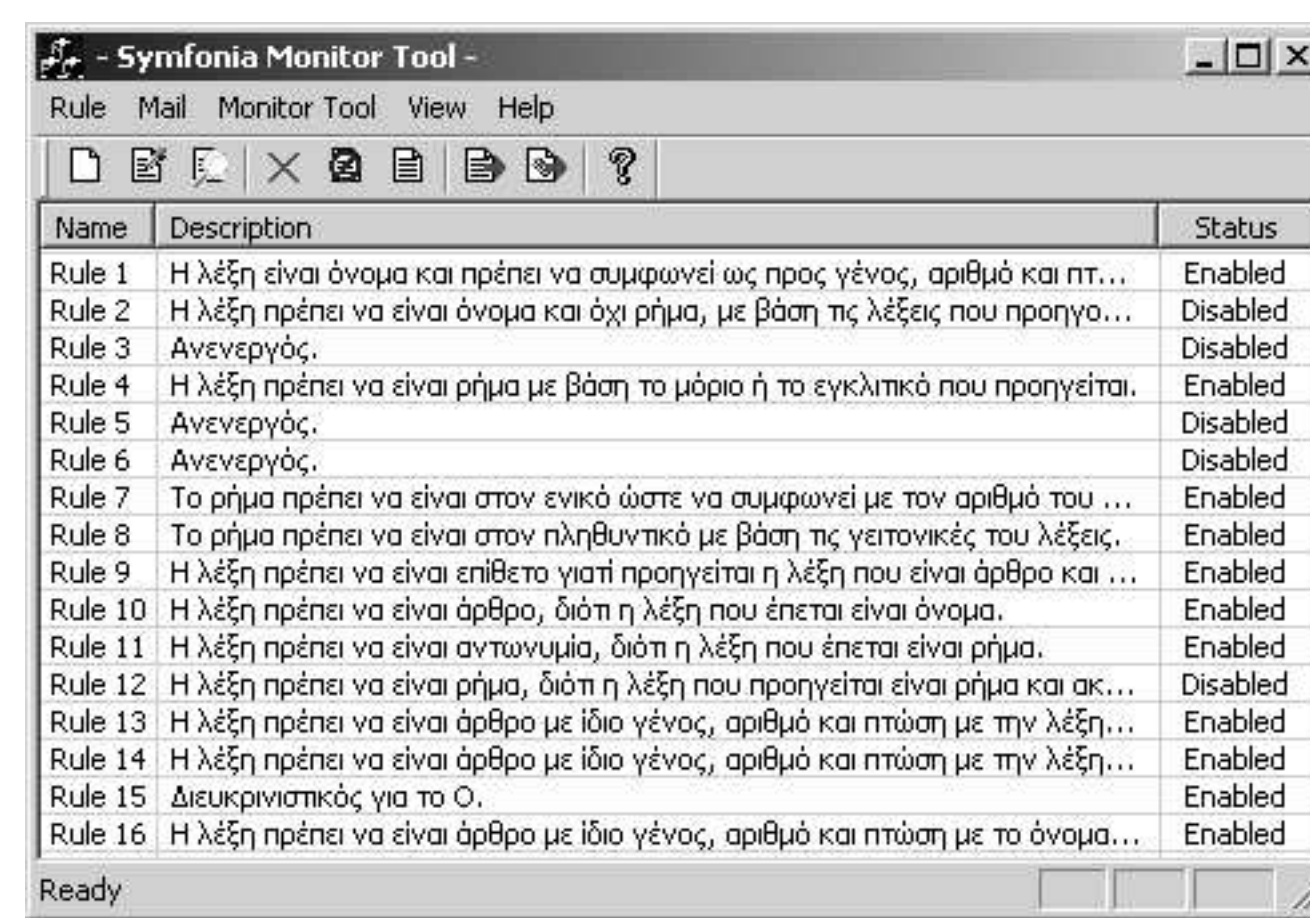 - Symfonia Monitor Tool -
Rule Mail Monitor Tool View Help
Name Description Status
Rule 1 Η λέξη είναι όνομα και πρέπει να συμφωνεί ως προς γένος, αριθμό και πτ... Enabled
Rule 2 Η λέξη πρέπει να είναι όνομα και όχι ρήμα, με βάση τις λέξεις που προηγο... Disabled
Rule 3 Ανενεργός. Disabled
Rule 4 Η λέξη πρέπει να είναι ρήμα με βάση το μόριο ή το εγκλιτικό που προηγείται. Enabled
Rule 5 Ανενεργός. Disabled
Rule 6 Ανενεργός. Disabled
Rule 7 Το ρήμα πρέπει να είναι στον ενικό ώστε να συμφωνεί με τον αριθμό του ... Enabled
Rule 8 Το ρήμα πρέπει να είναι στον πληθυντικό με βάση τις γειτονικές του λέξεις. Enabled
Rule 9 Η λέξη πρέπει να είναι επίθετο γιατί προηγείται η λέξη που είναι άρθρο και ... Enabled
Rule 10 Η λέξη πρέπει να είναι άρθρο, διότι η λέξη που έπεται είναι όνομα. Enabled
Rule 11 Η λέξη πρέπει να είναι αντωνυμία, διότι η λέξη που έπεται είναι ρήμα. Enabled
Rule 12 Η λέξη πρέπει να είναι ρήμα, διότι η λέξη που προηγείται είναι ρήμα και ακ... Disabled
Rule 13 Η λέξη πρέπει να είναι άρθρο με ίδιο γένος, αριθμό και πτώση με την λέξη... Enabled
Rule 14 Η λέξη πρέπει να είναι άρθρο με ίδιο γένος, αριθμό και πτώση με την λέξη... Enabled
Rule 15 Διευκρινιστικός για το Ο. Enabled
Rule 16 Η λέξη πρέπει να είναι άρθρο με ίδιο γένος, αριθμό και πτώση με το όνομα... Enabled
Ready